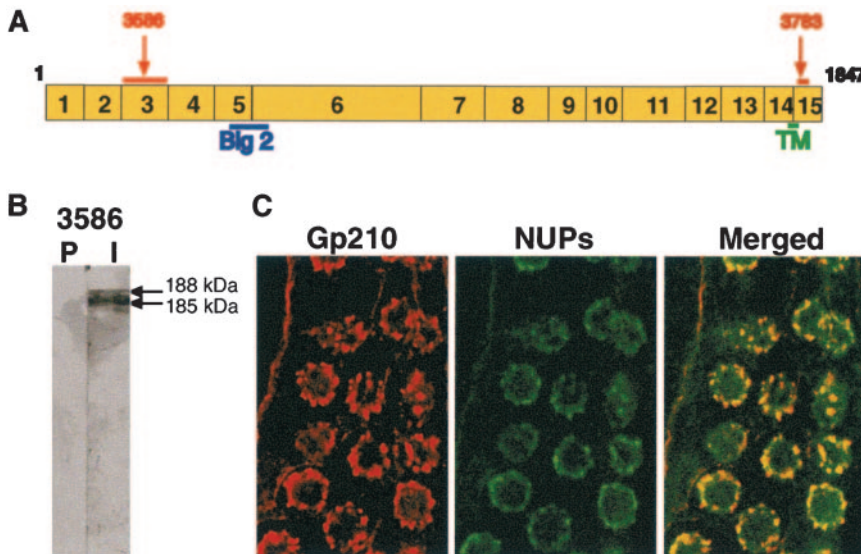 A
3586
3783
1
1847
1 2 3 4 5 6 7 8 9 10 11 12 13 14 15
Big 2
TM
B
3586
P I
188 kDa
185 kDa
C
Gp210 NUPs Merged